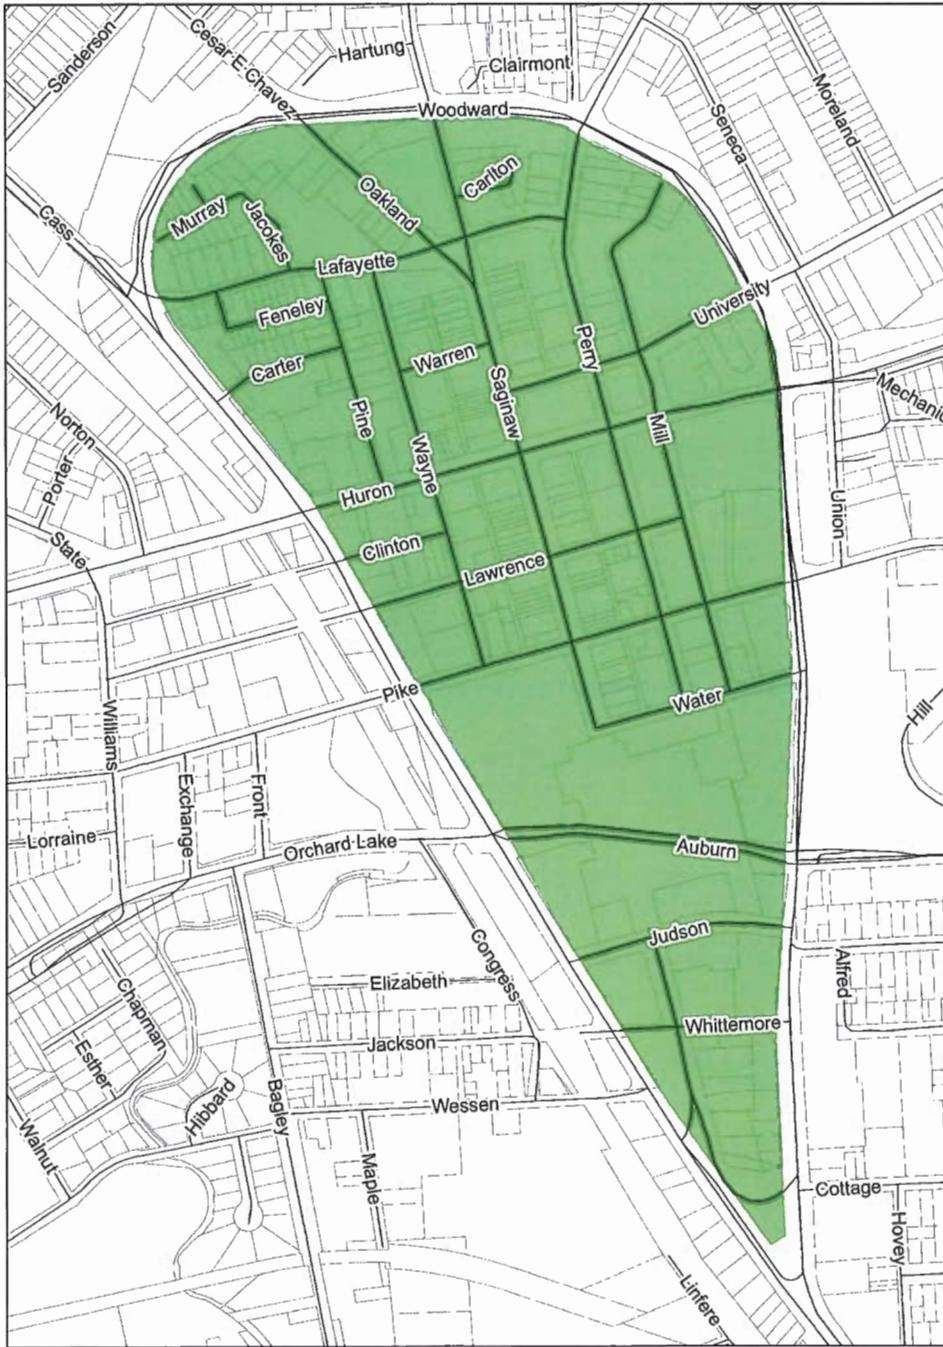 Sanderson
Cesar E Chavez
Hartung
Clairmont
Moreland
Woodward
Seneca
Carlton
Oakland
Murray
Jacokes
Cass
Lafayette
University
Feneley
Perry
Warren
Carter
Saginaw
Mechanic
Norton
Pine
Mill
Wayne
Porter
Huron
Union
State
Clinton
Lawrence
Pike
Water
Williams
Hill
Exchange
Front
Lorraine
Orchard Lake
Auburn
Judson
Congress
Alfred
Chapman
Elizabeth
Whittemore
Esther
Jackson
Hibbard
Bagley
Wessen
Walnut
Maple
Cottage
Hovey
Linfere